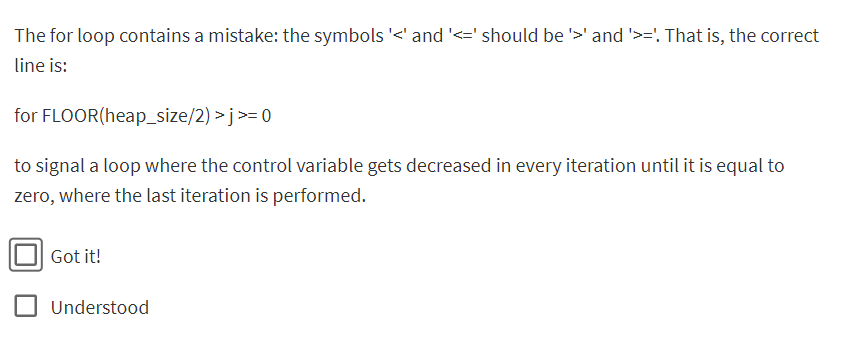 The for loop contains a mistake: the symbols '<' and '<=' should be '>' and '>='. That is, the correct
line is:
for FLOOR(heap_size/2) > j >= 0
to signal a loop where the control variable gets decreased in every iteration until it is equal to
zero, where the last iteration is performed.
Got it!
Understood